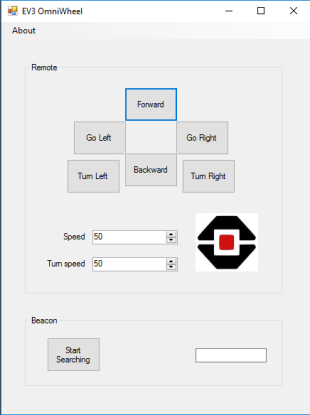 EV3 OmniWheel
About
Remote
Forward
Go Left
Go Right
Turn Left
Backward
Turn Right
Speed
50
Turn speed
50
Beacon
Start
Searching